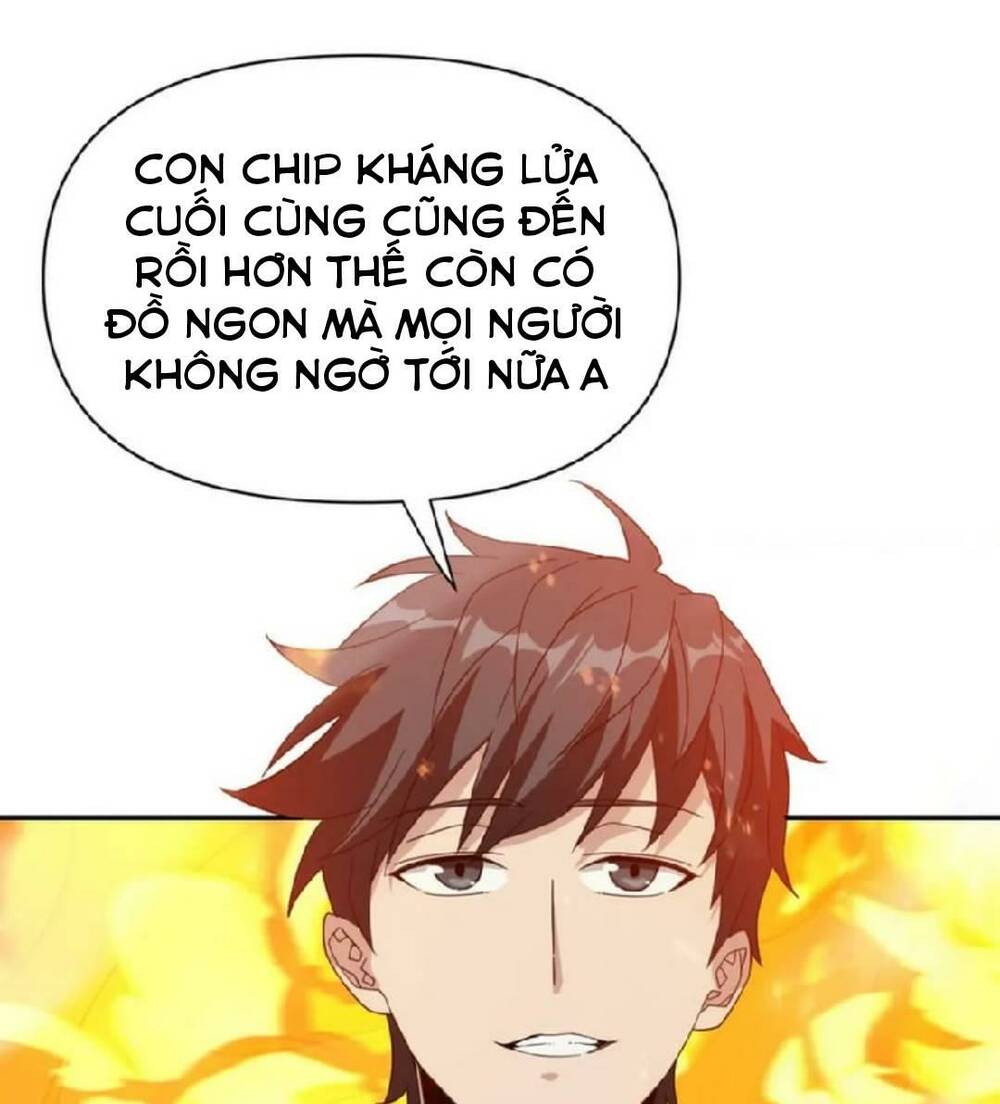 CON CHIP KHÁNG LỬA
CUỐI CÙNG CŨNG ĐẾN
RỒI HƠN THẾ CÒN CÓ
ĐỒ NGON MÀ MỌI NGƯỜI
KHÔNG NGỜ TỚI NỮA A